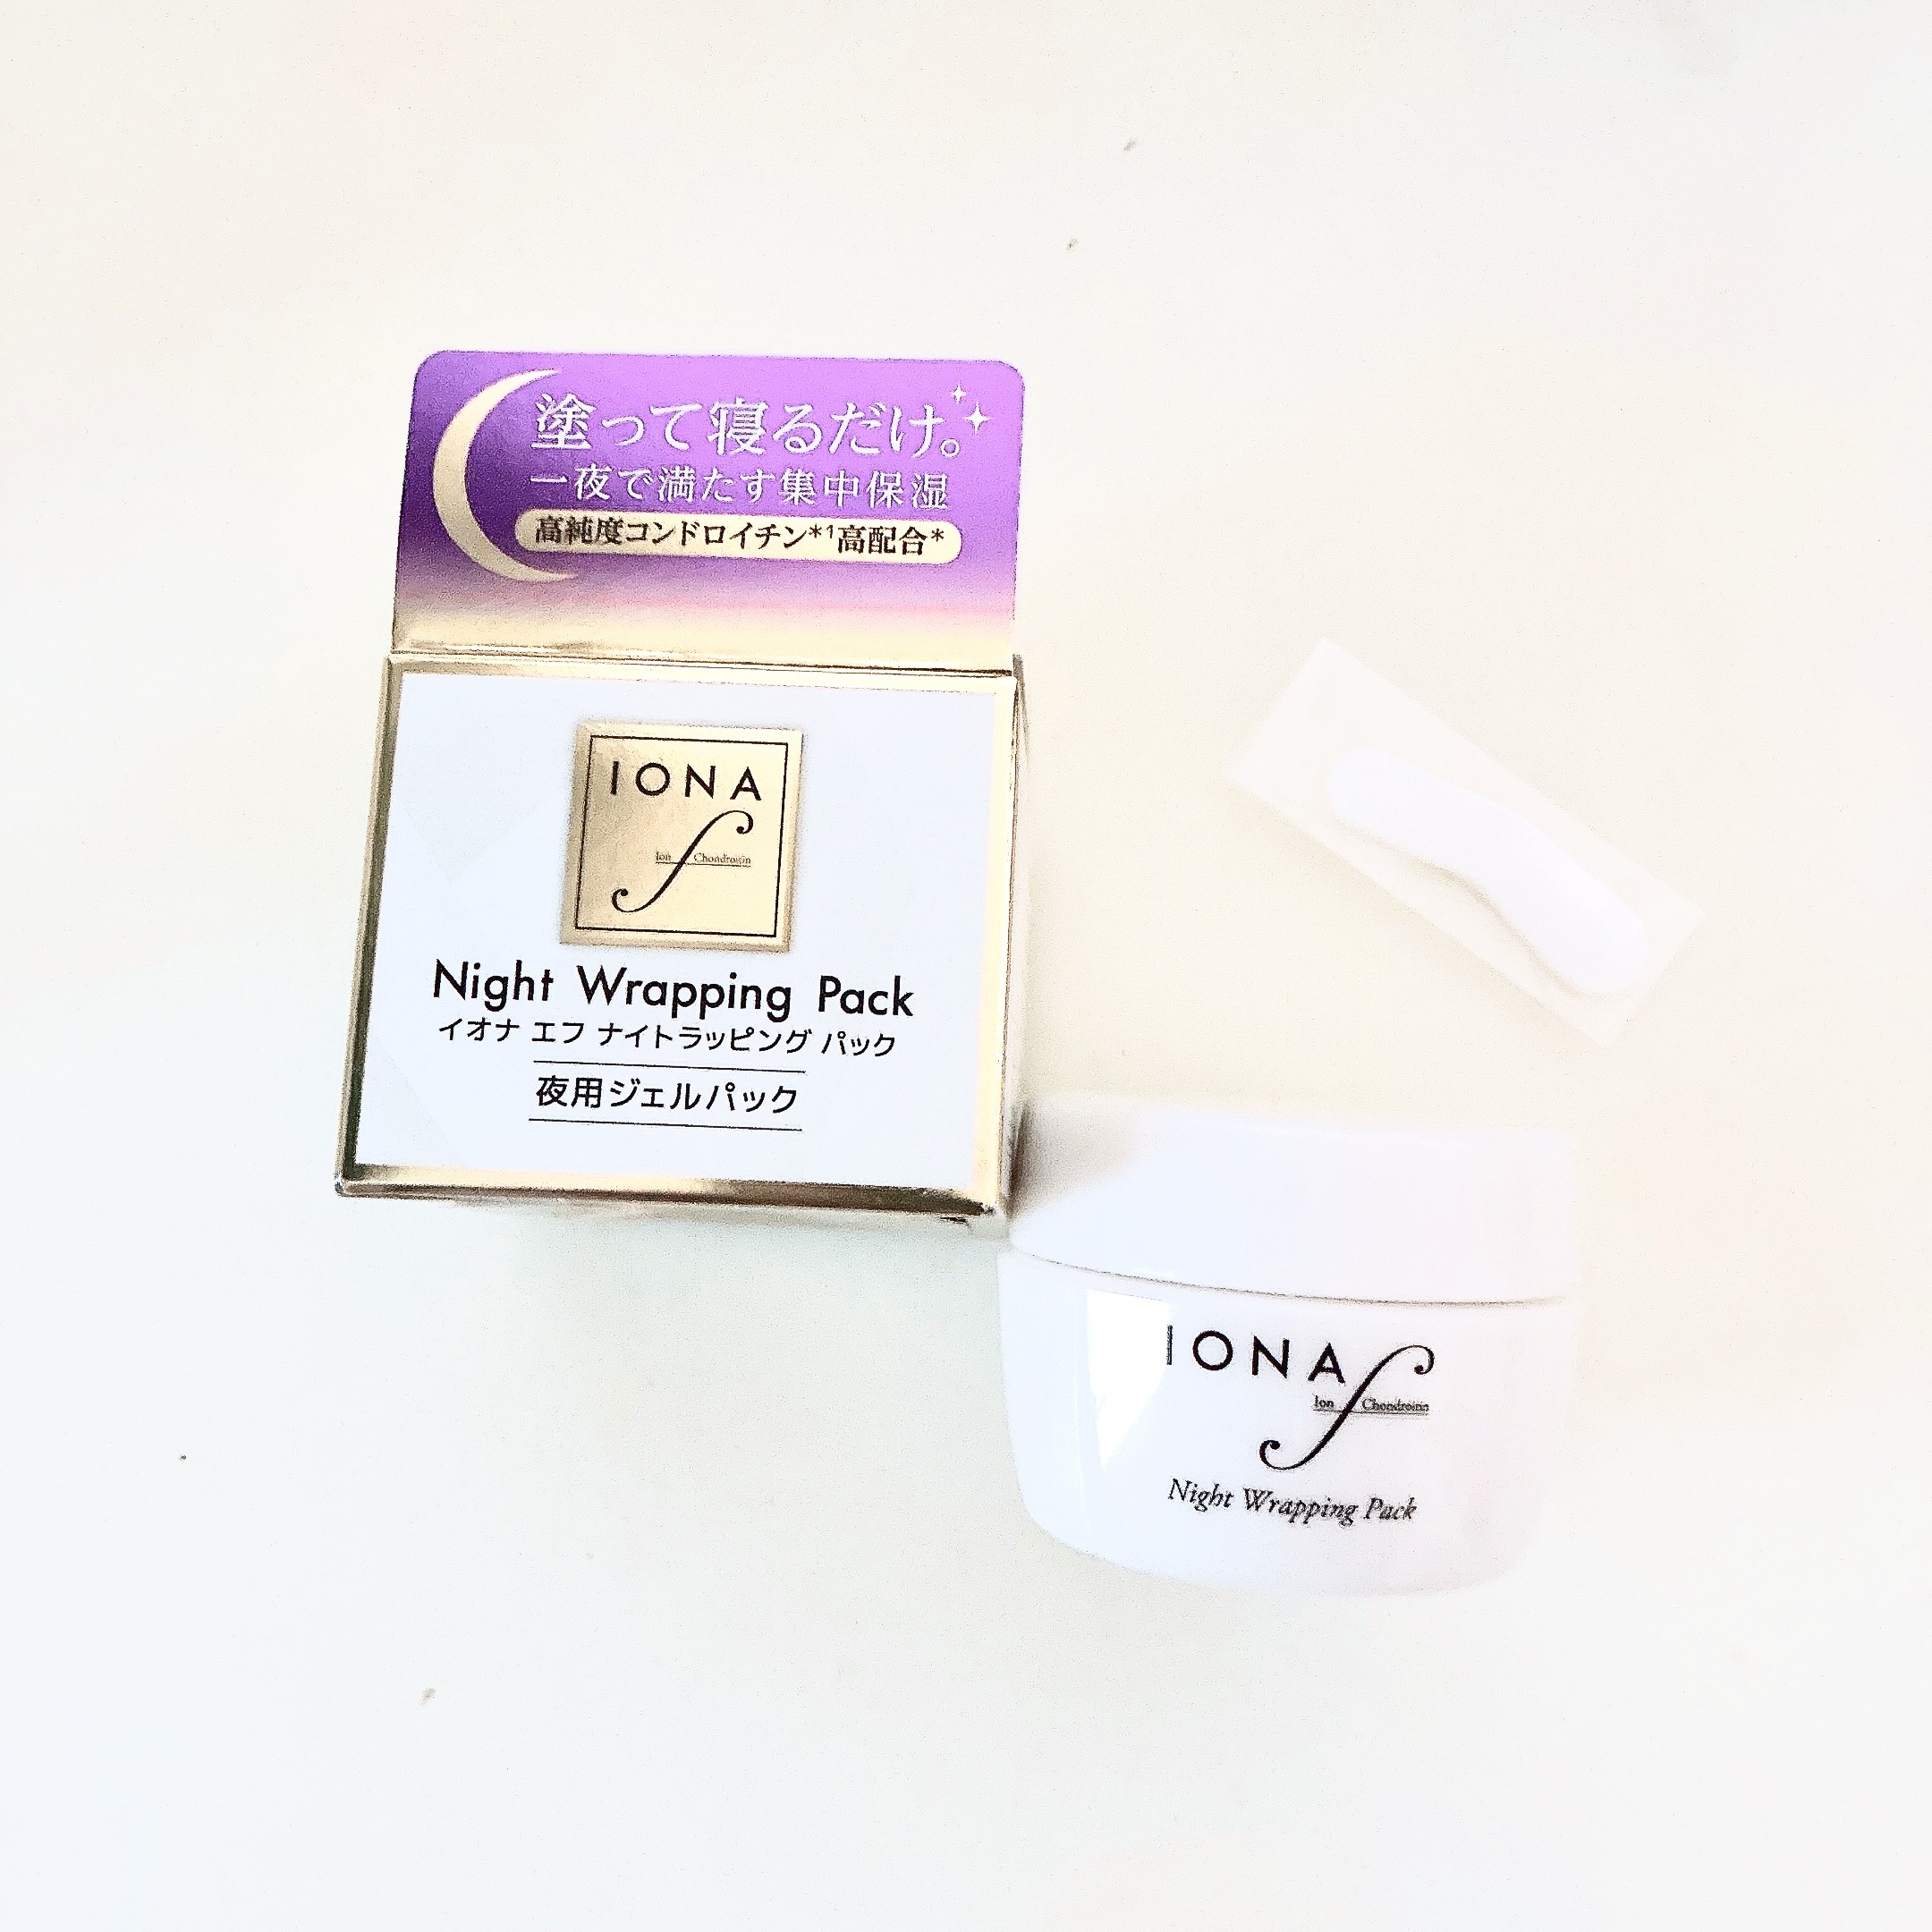 塗って寝るだけ。
一夜で満たす集中保湿
高純度コンドロイチン*1高配合*
IONA
f
Ion Chondroitin
Night Wrapping Pack
イオナ エフ ナイトラッピング パック
夜用ジェルパック
IONA
f
Ion Chondroitin
Night Wrapping Pack